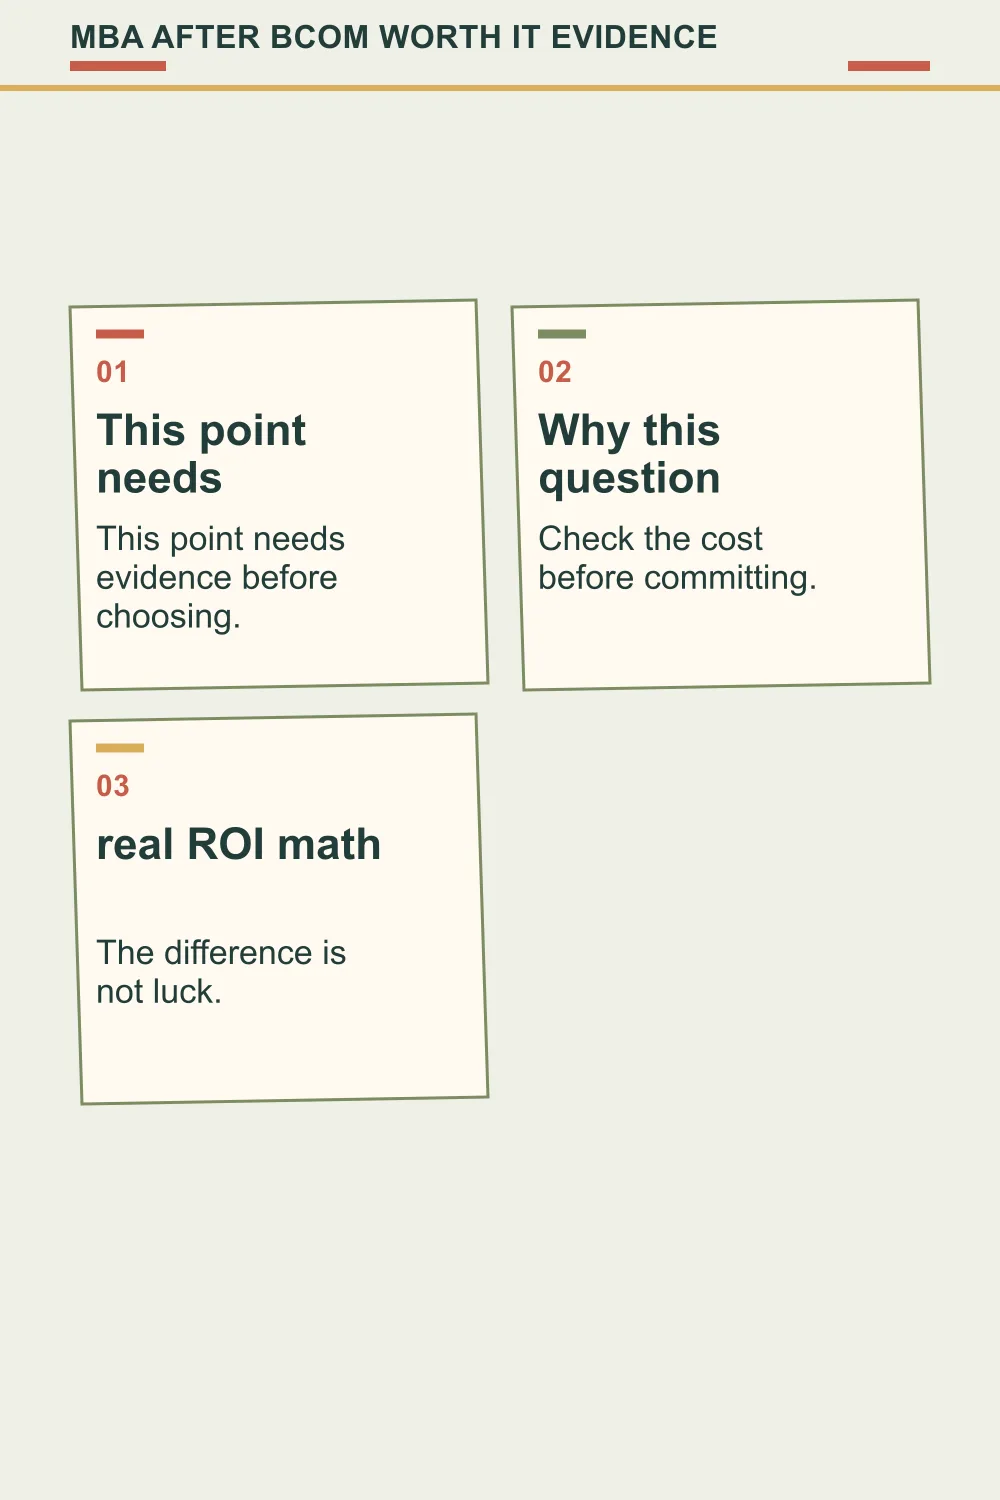 MBA AFTER BCOM WORTH IT EVIDENCE
01
This point
needs
This point needs
evidence before
choosing.
02
Why this
question
Check the cost
before committing.
03
real ROI math
The difference is
not luck.